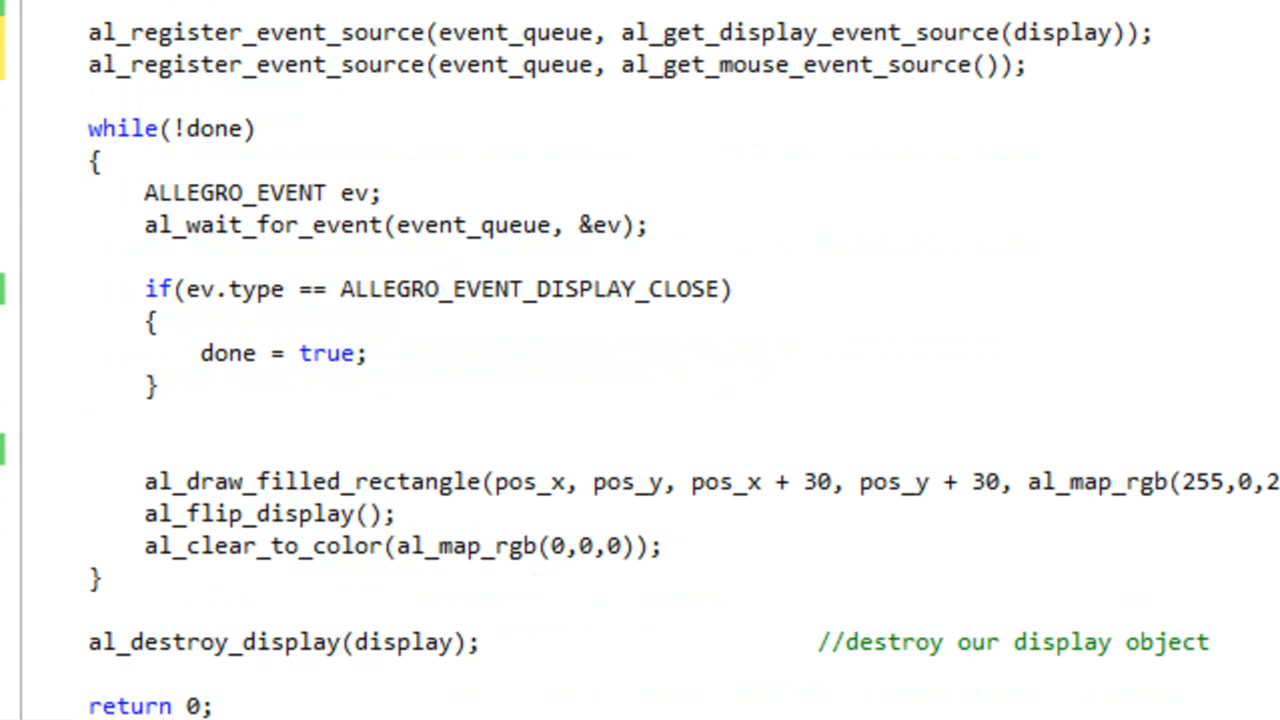 al_register_event_source(event_queue, al_get_display_event_source(display));
al_register_event_source(event_queue, al_get_mouse_event_source());
while(!done)
{
ALLEGRO_EVENT ev;
al_wait_for_event(event_queue, &ev);
if(ev.type == ALLEGRO_EVENT_DISPLAY_CLOSE)
{
done = true;
}
al_draw_filled_rectangle(pos_x, pos_y, pos_x + 30, pos_y + 30, al_map_rgb(255,0,2
al_flip_display();
al_clear_to_color(al_map_rgb(0,0,0));
}
al_destroy_display(display); //destroy our display object
return 0;